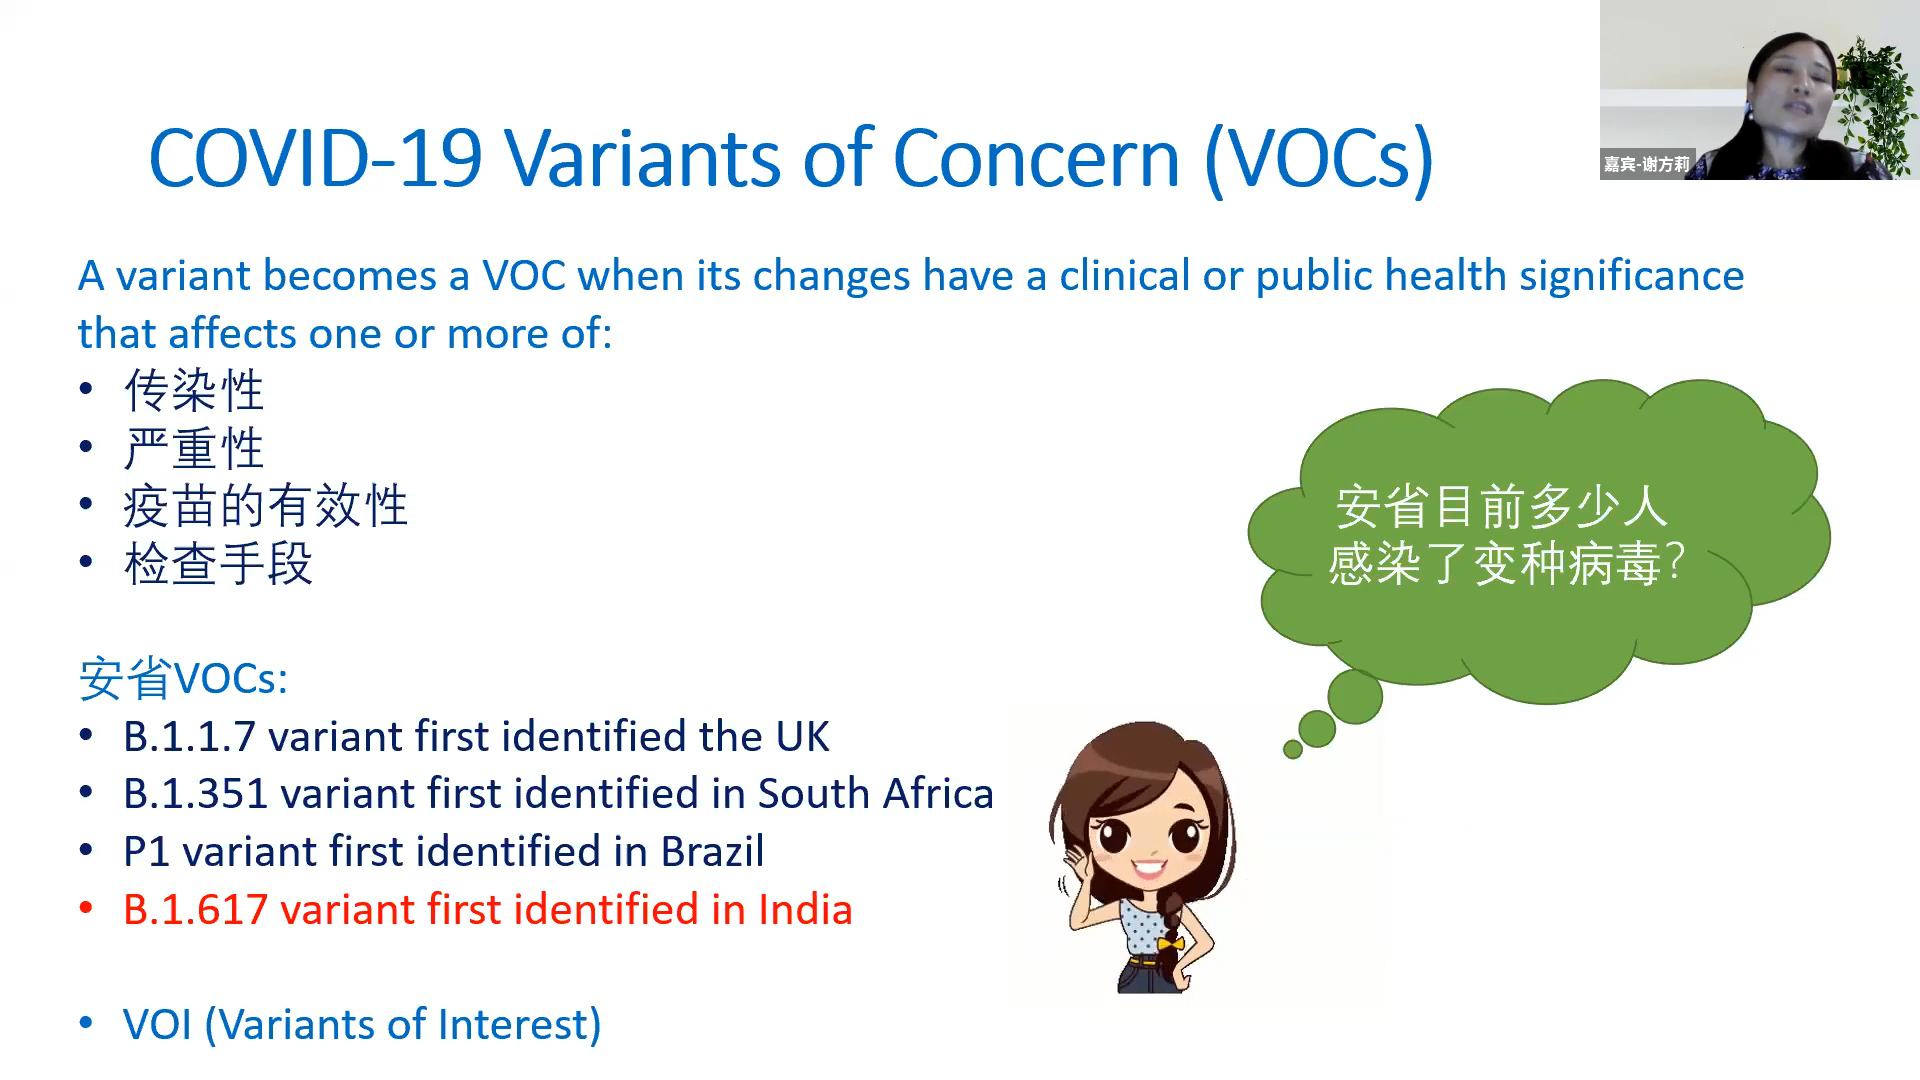 COVID-19 Variants of Concern (VOCs)
嘉宾-谢方莉
A variant becomes a VOC when its changes have a clinical or public health significance
that affects one or more of:
• 传染性
• 严重性
• 疫苗的有效性
• 检查手段
安省目前多少人
感染了变种病毒？
安省VOCs:
• B.1.1.7 variant first identified the UK
• B.1.351 variant first identified in South Africa
• P1 variant first identified in Brazil
• B.1.617 variant first identified in India
• VOI (Variants of Interest)